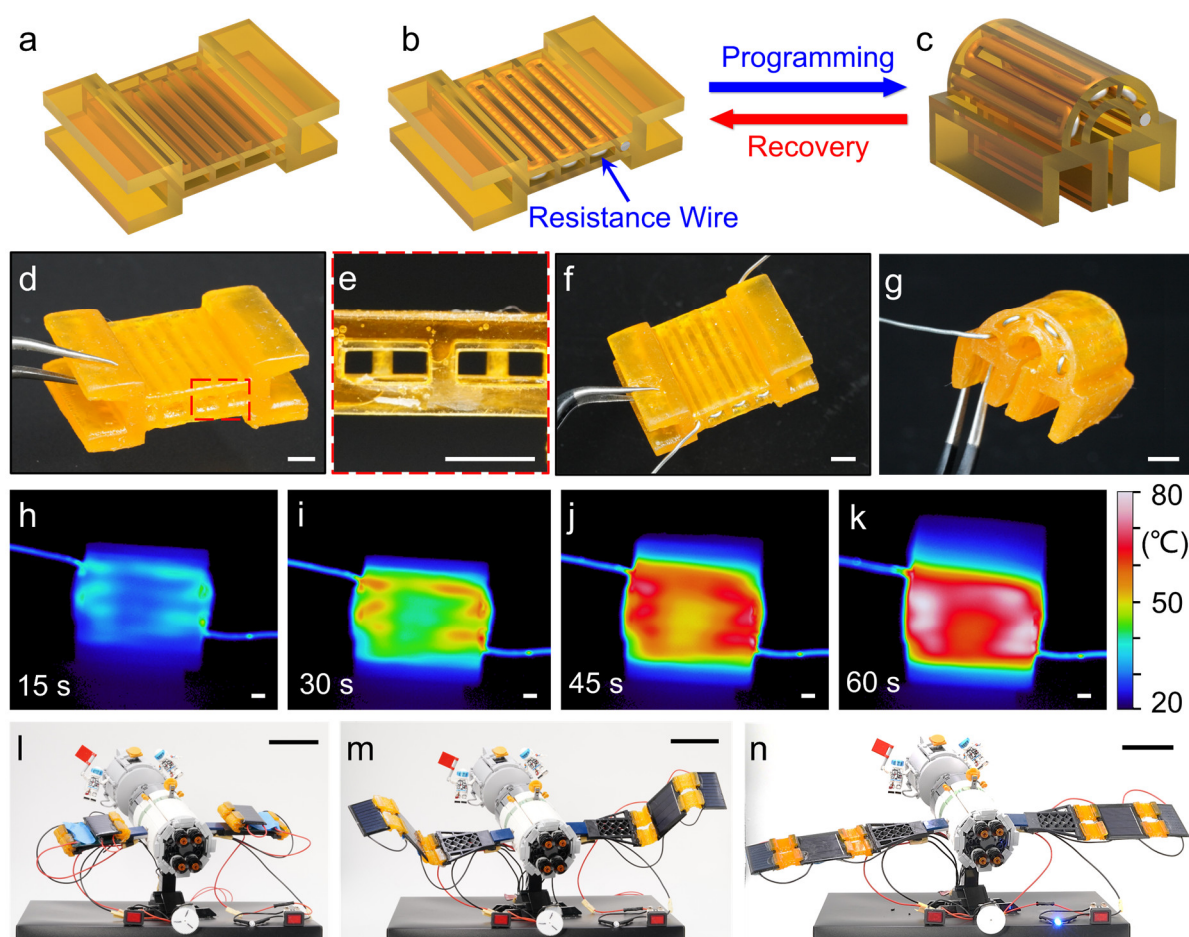 a
b
Programming
c
Recovery
Resistance Wire
d
e
f
g
h
i
j
k
80
(℃)
50
20
15 s
30 s
45 s
60 s
l
m
n